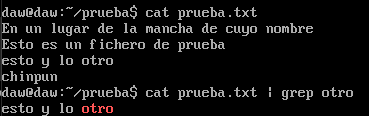 daw@daw:~/prueba$ cat prueba.txt
En un lugar de la mancha de cuyo nombre
Esto es un fichero de prueba
esto y lo otro
chinpun
daw@daw:~/prueba$ cat prueba.txt | grep otro
esto y lo otro